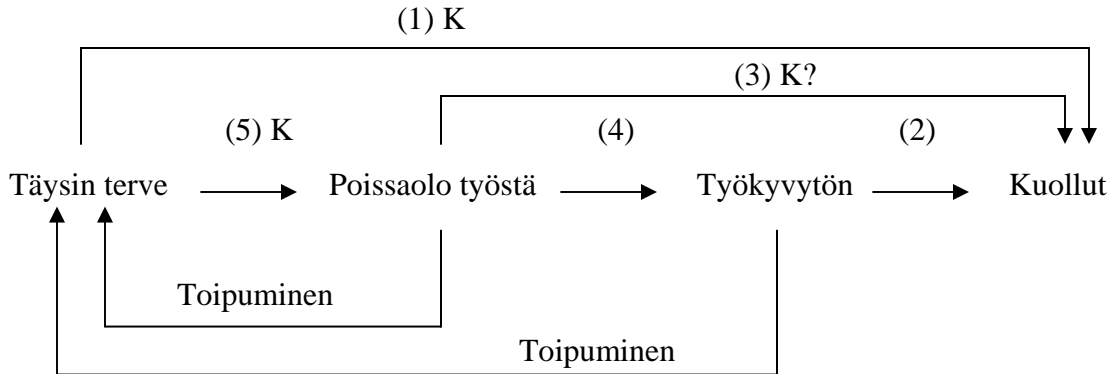 (1) K
(3) K?
(5) K (4) (2)
Täysin terve Poissaolo työstä Työkyvytön Kuollut
Toipuminen
Toipuminen